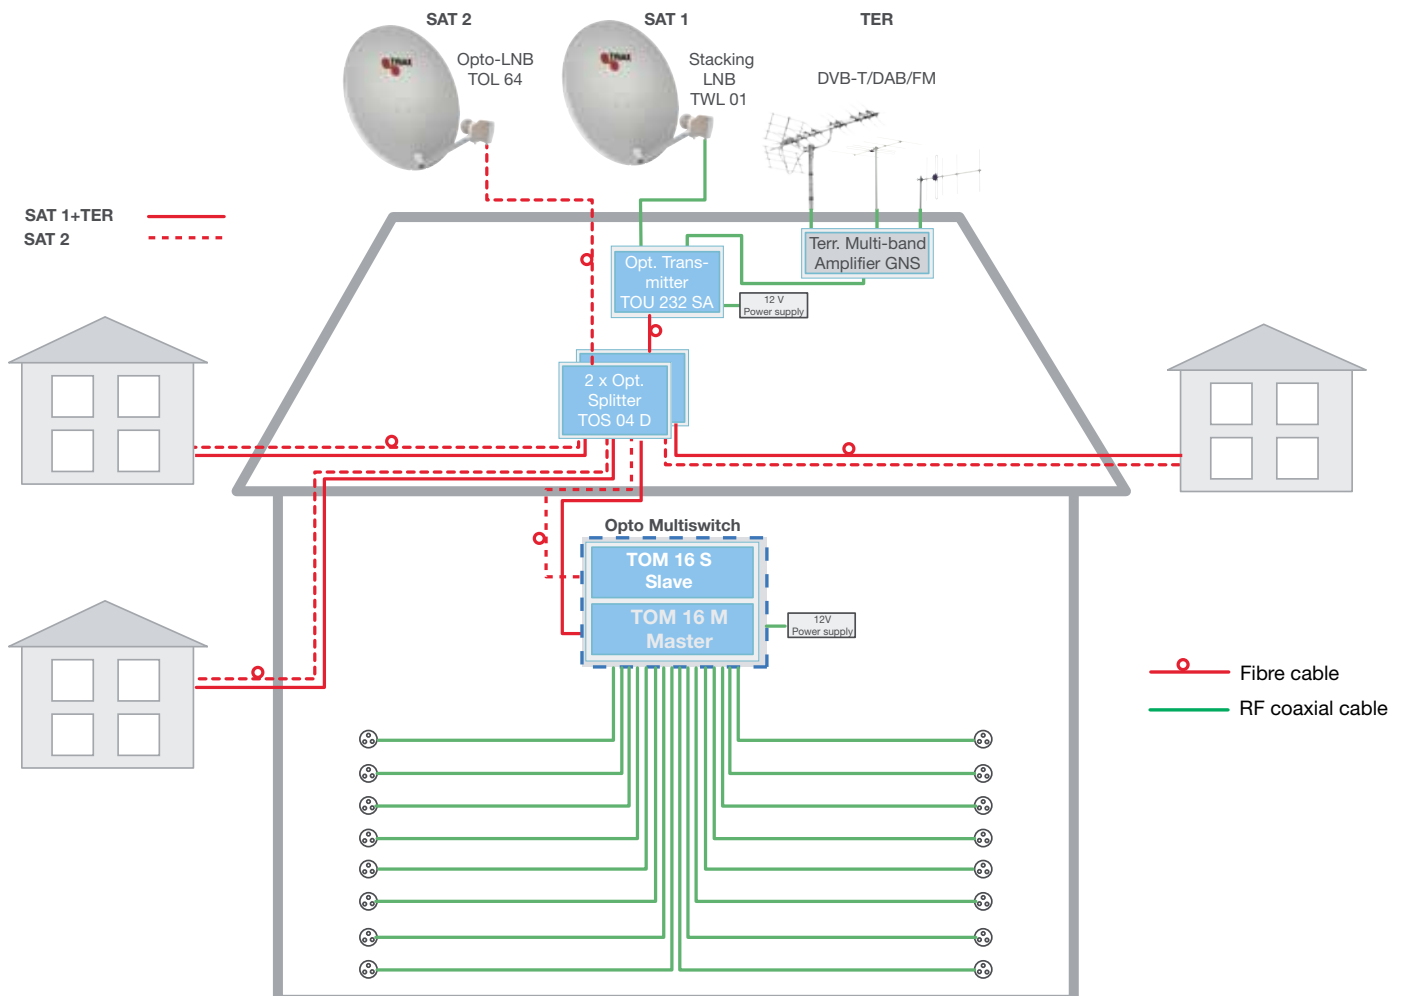 SAT 2
SAT 1
TER
Opto-LNB
TOL 64
Stacking
LNB
TWL 01
DVB-T/DAB/FM
TRIAX
SAT 1+TER
SAT 2
Opt. Trans-
mitter
TOU 232 SA
Terr. Multi-band
Amplifier GNS
12 V
Power supply
2 x Opt.
Splitter
TOS 04 D
Opto Multiswitch
TOM 16 S
Slave
TOM 16 M
Master
12V
Power supply
Fibre cable
RF coaxial cable